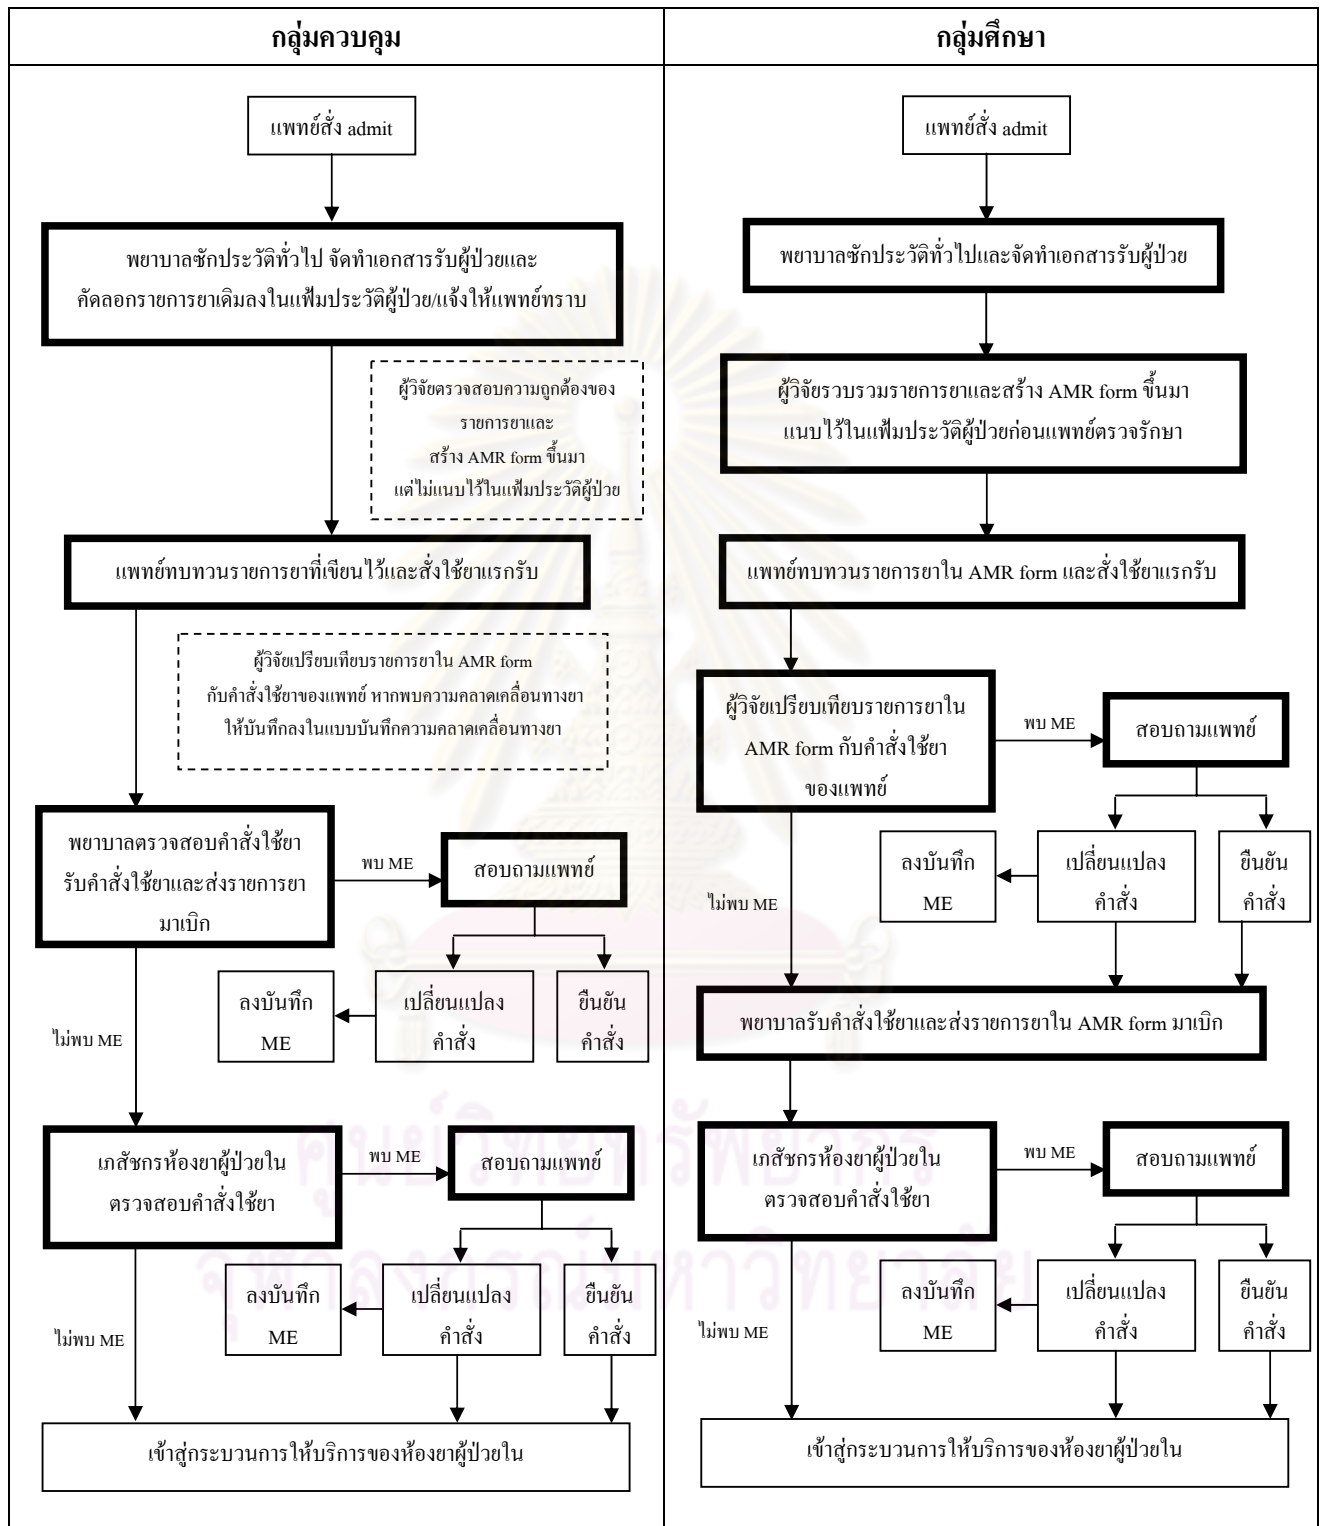 กลุ่มควบคุม
แพทย์สั่ง admit
พยาบาลซักประวัติทั่วไป จัดทำเอกสารรับผู้ป่วยและ
คัดลอกรายการยาเดิมลงในแฟ้มประวัติผู้ป่วย/แจ้งให้แพทย์ทราบ
ผู้วิจัยตรวจสอบความถูกต้องของ
รายการยาและ
สร้าง AMR form ขึ้นมา
แต่ไม่แนบไว้ในแฟ้มประวัติผู้ป่วย
แพทย์ทบทวนรายการยาที่เขียนไว้และสั่งใช้ยาแรกรับ
ผู้วิจัยเปรียบเทียบรายการยาใน AMR form
กับคำสั่งใช้ยาของแพทย์ หากพบความคลาดเคลื่อนทางยา
ให้บันทึกลงในแบบบันทึกความคลาดเคลื่อนทางยา
พยาบาลตรวจสอบคำสั่งใช้ยา
รับคำสั่งใช้ยาและส่งรายการยา
มาเบิก
พบ ME
สอบถามแพทย์
ลงบันทึก
ME
เปลี่ยนแปลง
คำสั่ง
ยืนยัน
คำสั่ง
ไม่พบ ME
เภสัชกรห้องยาผู้ป่วยใน
ตรวจสอบคำสั่งใช้ยา
พบ ME
สอบถามแพทย์
ลงบันทึก
ME
เปลี่ยนแปลง
คำสั่ง
ยืนยัน
คำสั่ง
ไม่พบ ME
เข้าสู่กระบวนการให้บริการของห้องยาผู้ป่วยใน
กลุ่มศึกษา
แพทย์สั่ง admit
พยาบาลซักประวัติทั่วไปและจัดทำเอกสารรับผู้ป่วย
ผู้วิจัยรวบรวมรายการยาและสร้าง AMR form ขึ้นมา
แนบไว้ในแฟ้มประวัติผู้ป่วยก่อนแพทย์ตรวจรักษา
แพทย์ทบทวนรายการยาใน AMR form และสั่งใช้ยาแรกรับ
ผู้วิจัยเปรียบเทียบรายการยาใน
AMR form กับคำสั่งใช้ยา
ของแพทย์
พบ ME
สอบถามแพทย์
ลงบันทึก
ME
เปลี่ยนแปลง
คำสั่ง
ยืนยัน
คำสั่ง
ไม่พบ ME
พยาบาลรับคำสั่งใช้ยาและส่งรายการยาใน AMR form มาเบิก
เภสัชกรห้องยาผู้ป่วยใน
ตรวจสอบคำสั่งใช้ยา
พบ ME
สอบถามแพทย์
ลงบันทึก
ME
เปลี่ยนแปลง
คำสั่ง
ยืนยัน
คำสั่ง
ไม่พบ ME
เข้าสู่กระบวนการให้บริการของห้องยาผู้ป่วยใน
ศูนย์วิทยทรัพยากร
จุฬาลงกรณ์มหาวิทยาลัย